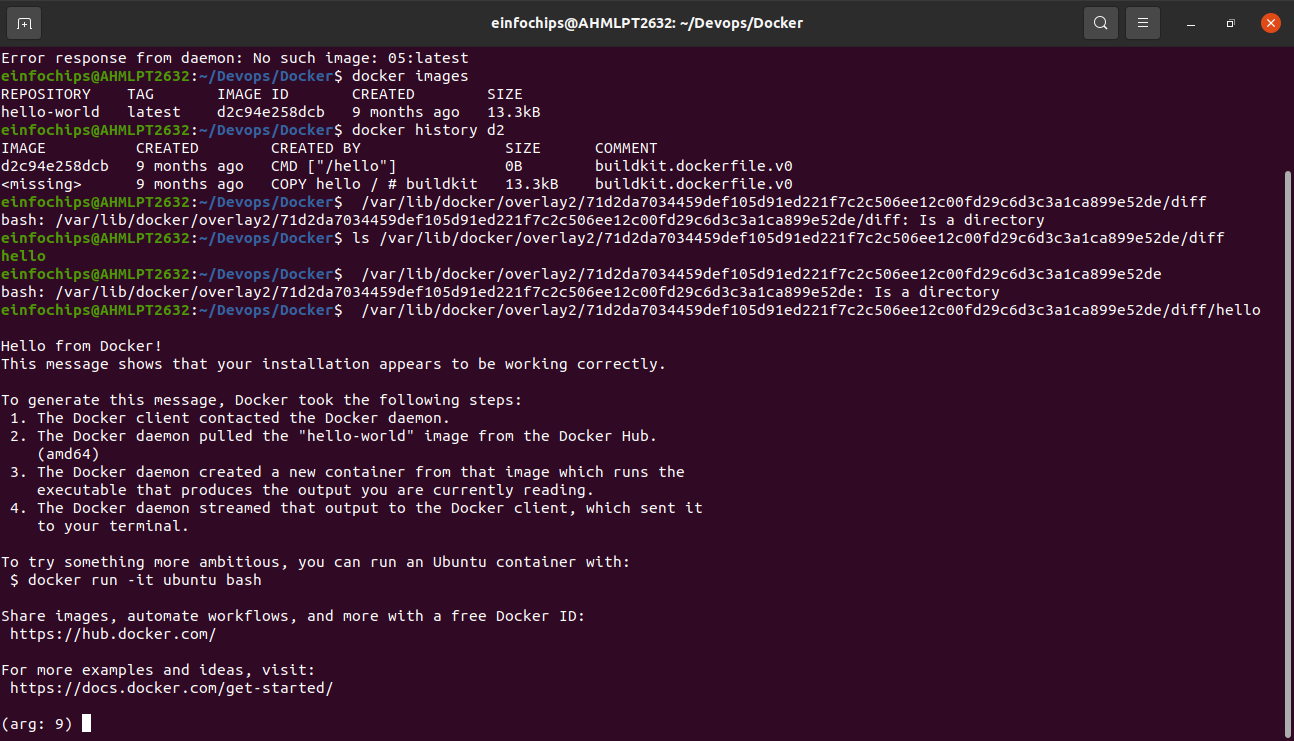 einfochips@AHMLPT2632: ~/Devops/Docker
Error response from daemon: No such image: 05:latest
einfochips@AHMLPT2632:~/Devops/Docker$ docker images
REPOSITORY    TAG       IMAGE ID       CREATED        SIZE
hello-world   latest    d2c94e258dcb   9 months ago   13.3kB
einfochips@AHMLPT2632:~/Devops/Docker$ docker history d2
IMAGE          CREATED        CREATED BY                SIZE      COMMENT
d2c94e258dcb   9 months ago   CMD ["/hello"]            0B        buildkit.dockerfile.v0
<missing>      9 months ago   COPY hello / # buildkit   13.3kB    buildkit.dockerfile.v0
einfochips@AHMLPT2632:~/Devops/Docker$  /var/lib/docker/overlay2/71d2da7034459def105d91ed221f7c2c506ee12c00fd29c6d3c3a1ca899e52de/diff
bash: /var/lib/docker/overlay2/71d2da7034459def105d91ed221f7c2c506ee12c00fd29c6d3c3a1ca899e52de/diff: Is a directory
einfochips@AHMLPT2632:~/Devops/Docker$ ls /var/lib/docker/overlay2/71d2da7034459def105d91ed221f7c2c506ee12c00fd29c6d3c3a1ca899e52de/diff
hello
einfochips@AHMLPT2632:~/Devops/Docker$  /var/lib/docker/overlay2/71d2da7034459def105d91ed221f7c2c506ee12c00fd29c6d3c3a1ca899e52de
bash: /var/lib/docker/overlay2/71d2da7034459def105d91ed221f7c2c506ee12c00fd29c6d3c3a1ca899e52de: Is a directory
einfochips@AHMLPT2632:~/Devops/Docker$  /var/lib/docker/overlay2/71d2da7034459def105d91ed221f7c2c506ee12c00fd29c6d3c3a1ca899e52de/diff/hello
Hello from Docker!
This message shows that your installation appears to be working correctly.
To generate this message, Docker took the following steps:
 1. The Docker client contacted the Docker daemon.
 2. The Docker daemon pulled the "hello-world" image from the Docker Hub.
    (amd64)
 3. The Docker daemon created a new container from that image which runs the
    executable that produces the output you are currently reading.
 4. The Docker daemon streamed that output to the Docker client, which sent it
    to your terminal.
To try something more ambitious, you can run an Ubuntu container with:
 $ docker run -it ubuntu bash
Share images, automate workflows, and more with a free Docker ID:
 https://hub.docker.com/
For more examples and ideas, visit:
 https://docs.docker.com/get-started/
(arg: 9)